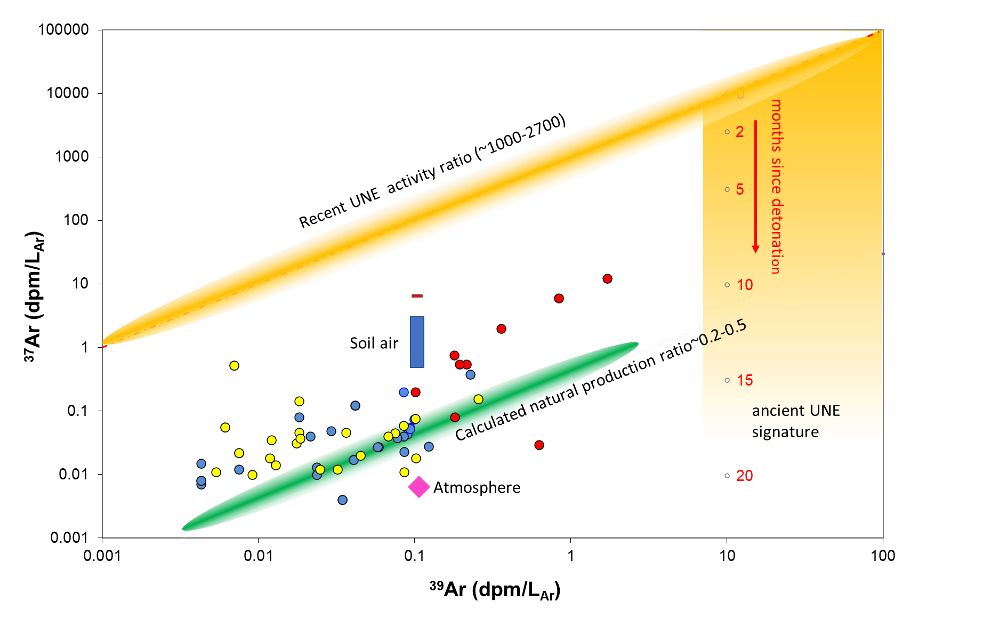 100000
10000
1000
100
10
1
0.1
0.01
0.001
37Ar (dpm/LAr)
0.001
0.01
0.1
1
10
100
39Ar (dpm/LAr)
Recent UNE activity ratio (~1000-2700)
0
2
5
10
15
20
months since detonation
Soil air
Calculated natural production ratio~0.2-0.5
ancient UNE
signature
Atmosphere